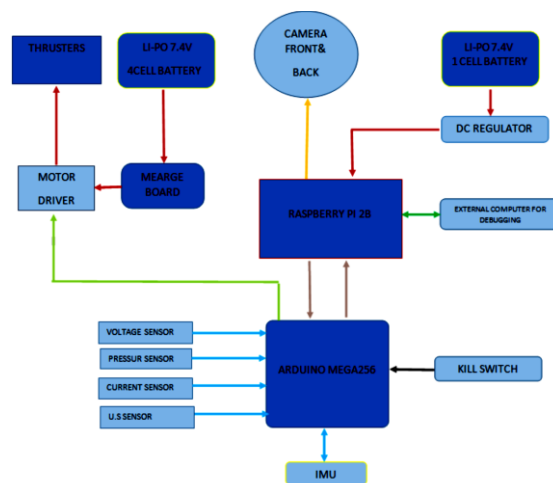 THRUSTERS
LI-PO 7.4V
4CELL BATTERY
CAMERA
FRONT&
BACK
LI-PO 7.4V
1 CELL BATTERY
DC REGULATOR
MOTOR
DRIVER
MEARGE
BOARD
RASPBERRY PI 2B
EXTERNAL COMPUTER FOR
DEBUGGING
VOLTAGE SENSOR
PRESSUR SENSOR
CURRENT SENSOR
U.S SENSOR
ARDUINO MEGA256
KILL SWITCH
IMU